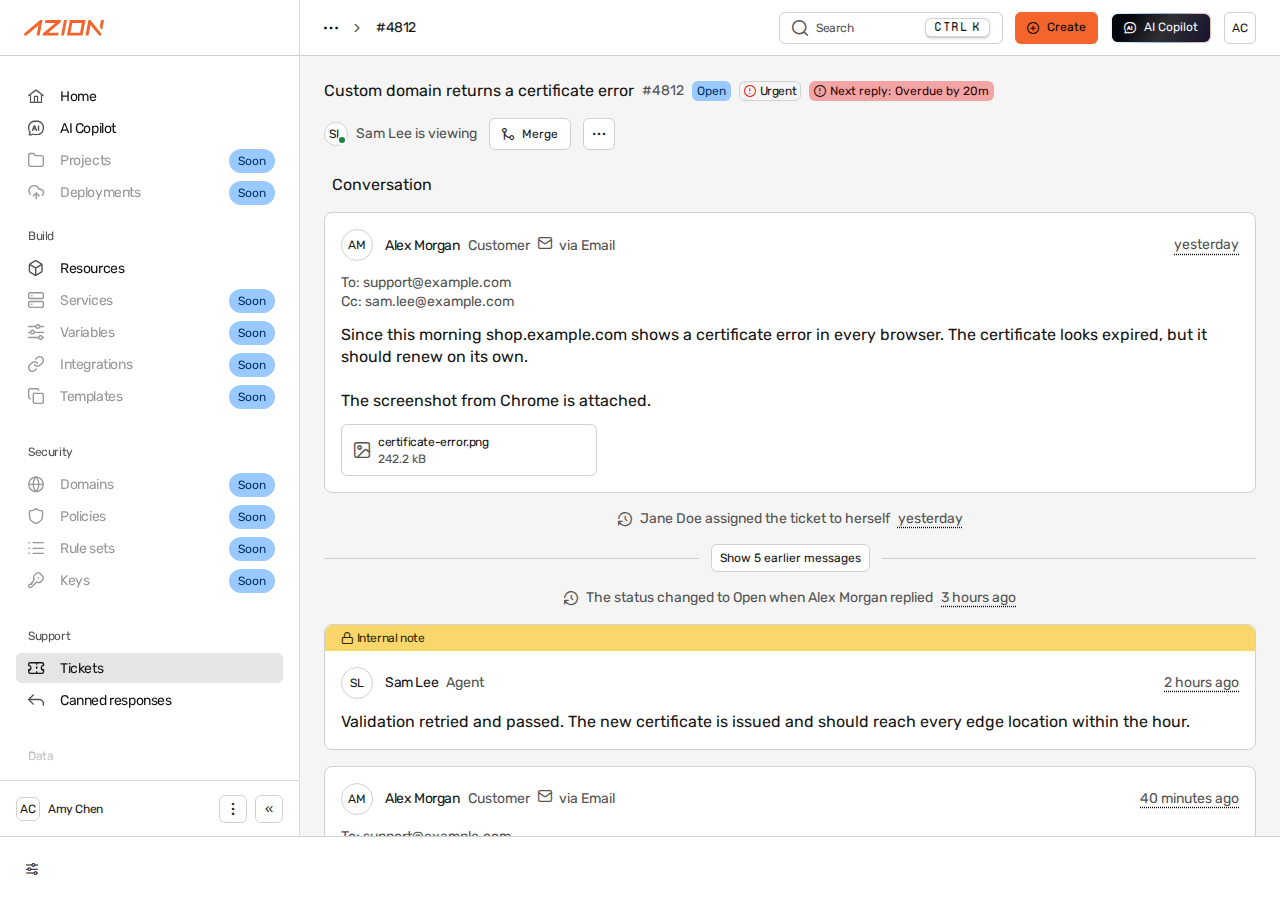 AZION
#4812
Search
CTRL K
Create
AI Copilot
AC
Home
AI Copilot
Projects
Soon
Deployments
Soon
Build
Resources
Services
Soon
Variables
Soon
Integrations
Soon
Templates
Soon
Security
Domains
Soon
Policies
Soon
Rule sets
Soon
Keys
Soon
Support
Tickets
Canned responses
Data
AC
Amy Chen
Custom domain returns a certificate error #4812 Open Urgent Next reply: Overdue by 20m
Sam Lee is viewing
Merge
Conversation
AM Alex Morgan Customer via Email yesterday
To: support@example.com
Cc: sam.lee@example.com
Since this morning shop.example.com shows a certificate error in every browser. The certificate looks expired, but it
should renew on its own.
The screenshot from Chrome is attached.
certificate-error.png
242.2 kB
Jane Doe assigned the ticket to herself yesterday
Show 5 earlier messages
The status changed to Open when Alex Morgan replied 3 hours ago
Internal note
SL Sam Lee Agent 2 hours ago
Validation retried and passed. The new certificate is issued and should reach every edge location within the hour.
AM Alex Morgan Customer via Email 40 minutes ago
To: support@example.com